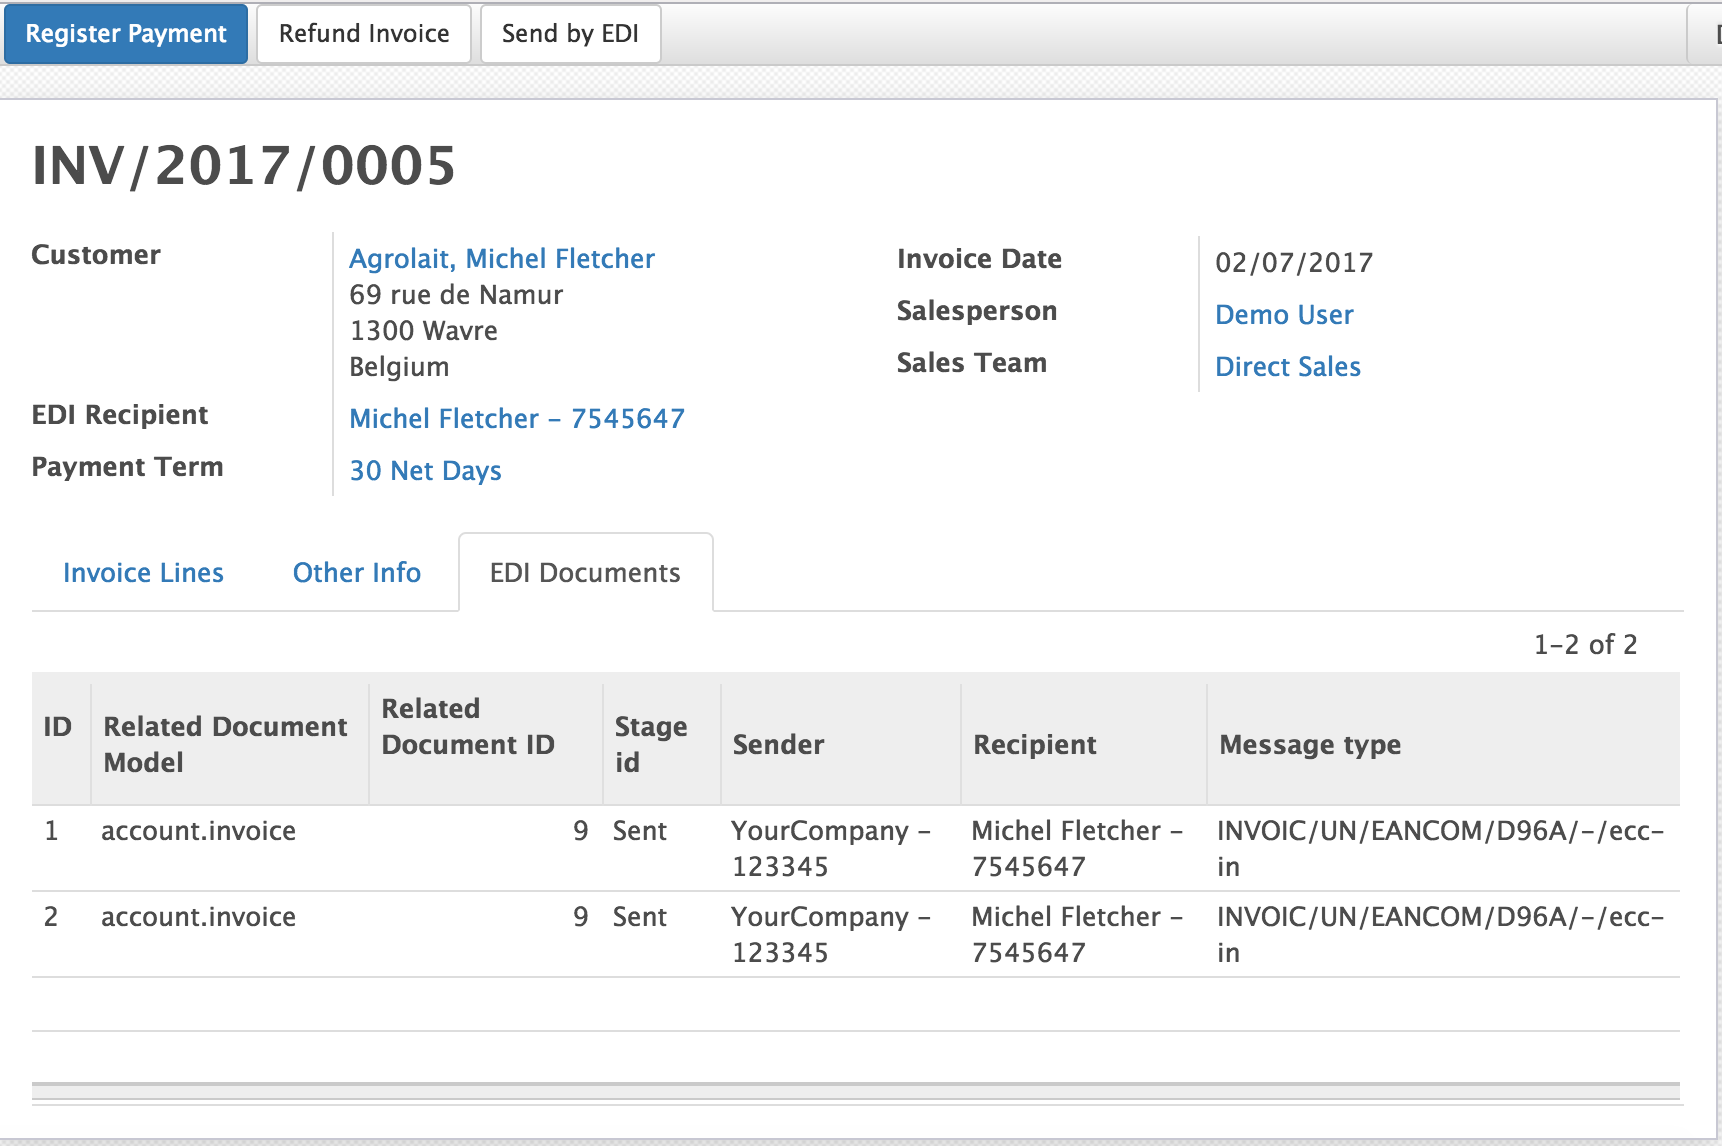 Register Payment Refund Invoice Send by EDI
INV/2017/0005
Customer
Agrolait, Michel Fletcher
69 rue de Namur
1300 Wavre
Belgium
EDI Recipient
Michel Fletcher - 7545647
Payment Term
30 Net Days
Invoice Date
02/07/2017
Salesperson
Demo User
Sales Team
Direct Sales
Invoice Lines Other Info EDI Documents
1-2 of 2
ID
Related Document
Model
Related
Document ID
Stage
id
Sender
Recipient
Message type
1 account.invoice 9 Sent YourCompany - Michel Fletcher - INVOIC/UN/EANCOM/D96A/-/ecc-
123345 7545647 in
2 account.invoice 9 Sent YourCompany - Michel Fletcher - INVOIC/UN/EANCOM/D96A/-/ecc-
123345 7545647 in